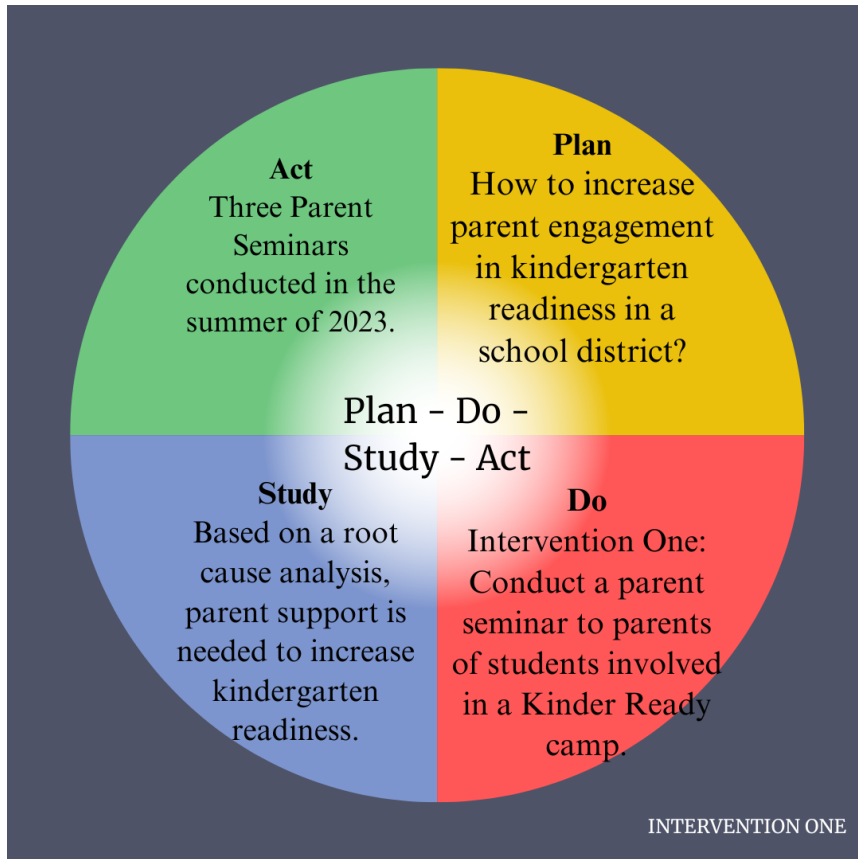 Act
Three Parent
Seminars
conducted in the
summer of 2023.
Plan
How to increase
parent engagement
in kindergarten
readiness in a
school district?
Plan - Do -
Study - Act
Study
Based on a root
cause analysis,
parent support is
needed to increase
kindergarten
readiness.
Do
Intervention One:
Conduct a parent
seminar to parents
of students involved
in a Kinder Ready
camp.
INTERVENTION ONE